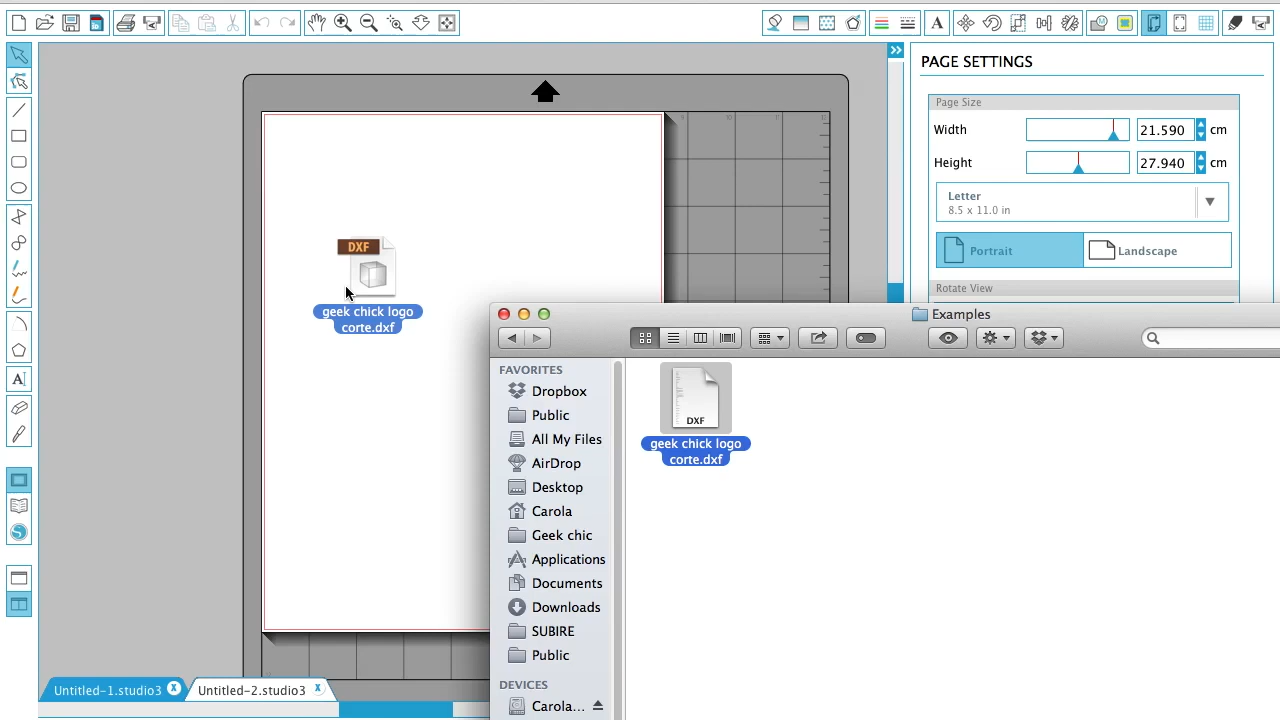 PAGE SETTINGS
Page Size
Width
21.590
cm
Height
27.940
cm
Letter
8.5 x 11.0 in
Portrait
Landscape
Rotate View
DXF
geek chick logo
corte.dxf
Examples
FAVORITES
Dropbox
Public
All My Files
AirDrop
Desktop
Carola
Geek chic
Applications
Documents
Downloads
SUBIRE
Public
DEVICES
Carola...
DXF
geek chick logo
corte.dxf
Untitled-1.studio3
Untitled-2.studio3
A
A